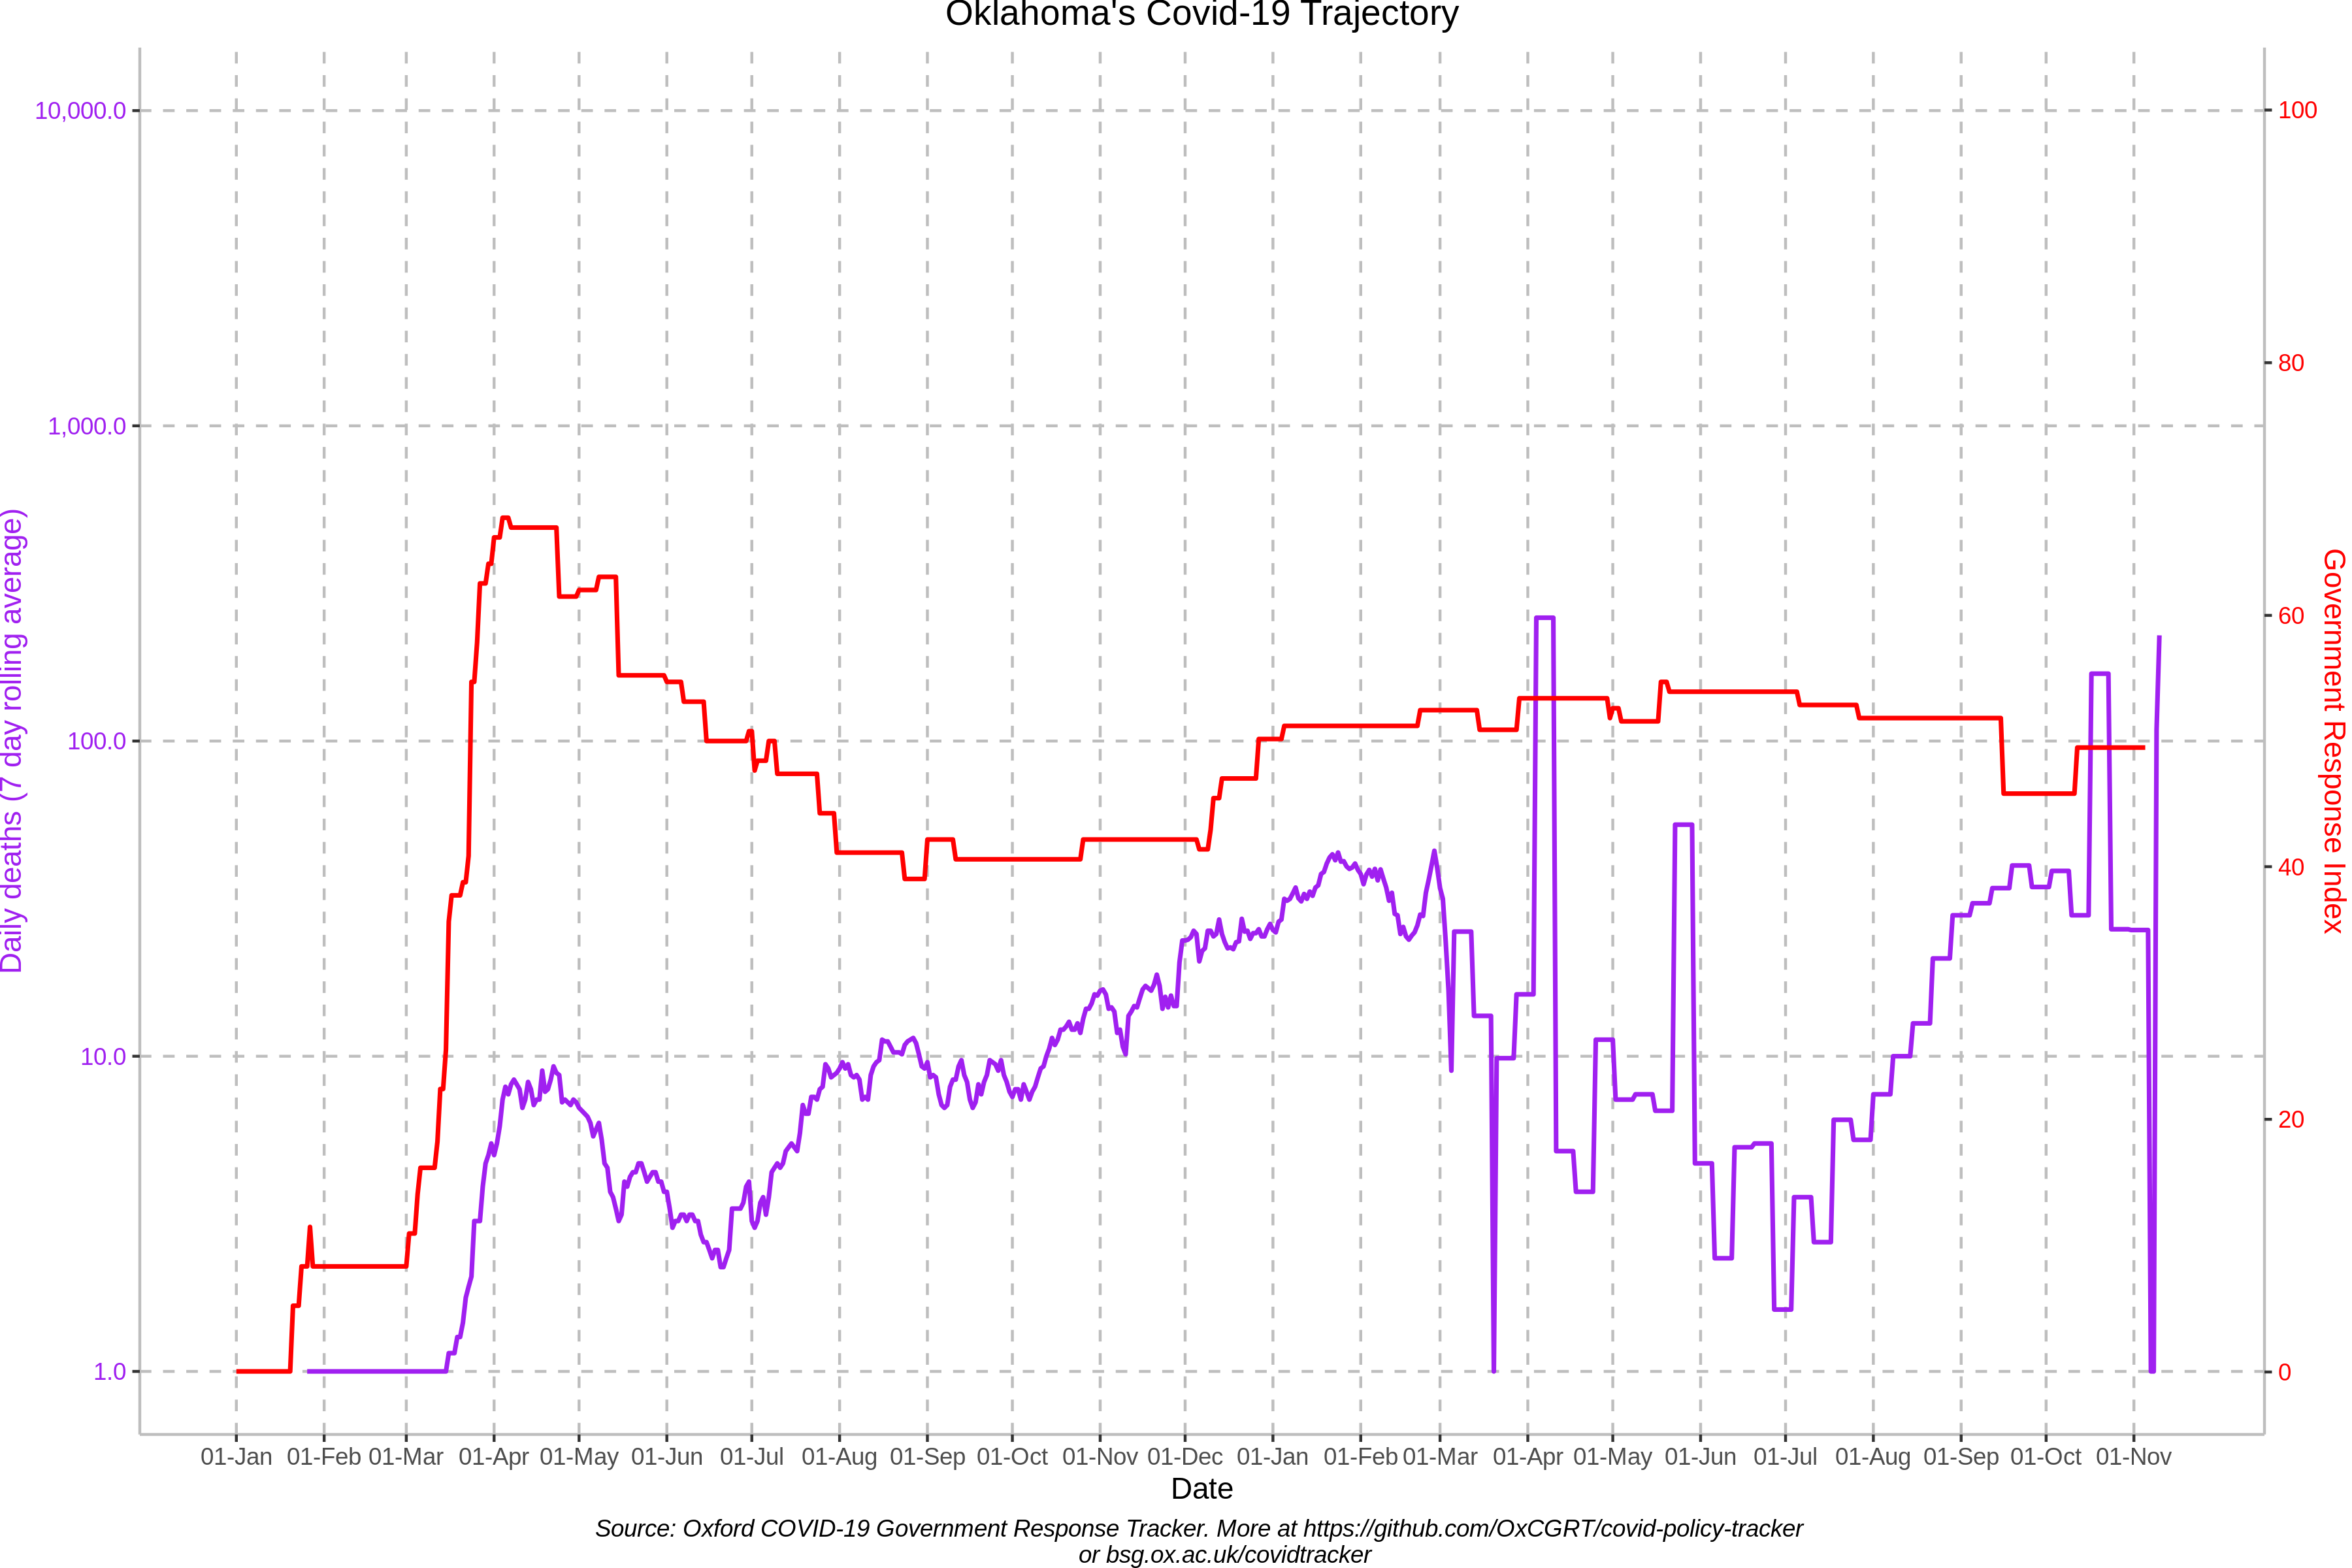 Oklahoma's Covid-19 Trajectory
10,000.0
1,000.0
100.0
10.0
1.0
Daily deaths (7 day rolling average)
100
80
60
40
20
0
Government Response Index
01-Jan 01-Feb 01-Mar 01-Apr 01-May 01-Jun 01-Jul 01-Aug 01-Sep 01-Oct 01-Nov 01-Dec 01-Jan 01-Feb 01-Mar 01-Apr 01-May 01-Jun 01-Jul 01-Aug 01-Sep 01-Oct 01-Nov
Date
Source: Oxford COVID-19 Government Response Tracker. More at https://github.com/OxCGRT/covid-policy-tracker
or bsg.ox.ac.uk/covidtracker